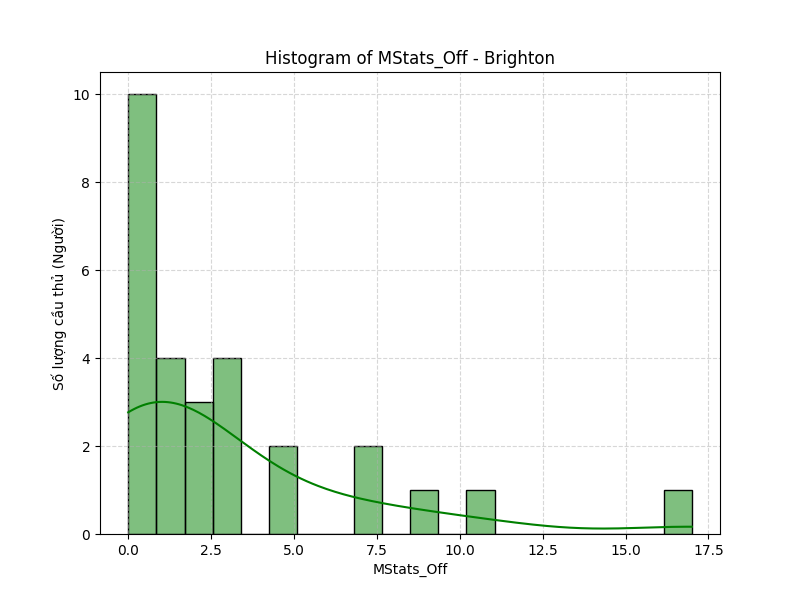 Histogram of MStats_Off - Brighton
Số lượng cầu thủ (Người)
10
8
6
4
2
0
0.0 2.5 5.0 7.5 10.0 12.5 15.0 17.5
MStats_Off